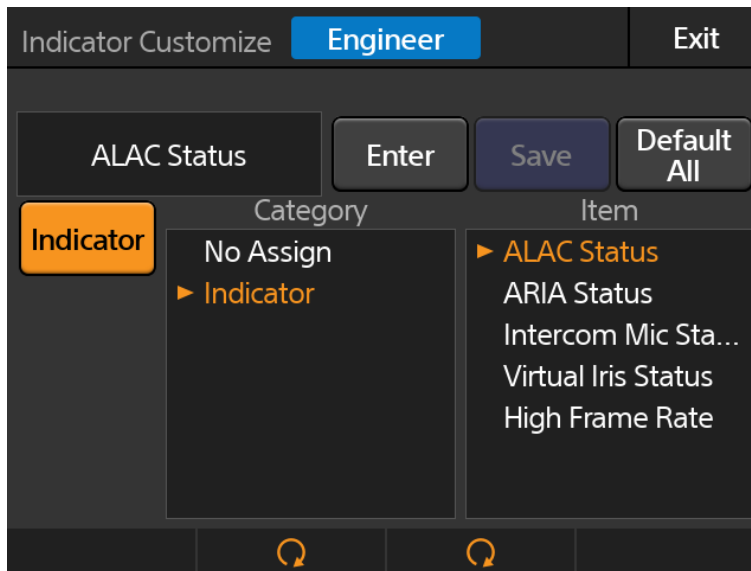 Indicator Customize Engineer Exit
ALAC Status Enter Save Default All
Indicator
Category
No Assign
► Indicator
Item
► ALAC Status
ARIA Status
Intercom Mic Sta...
Virtual Iris Status
High Frame Rate